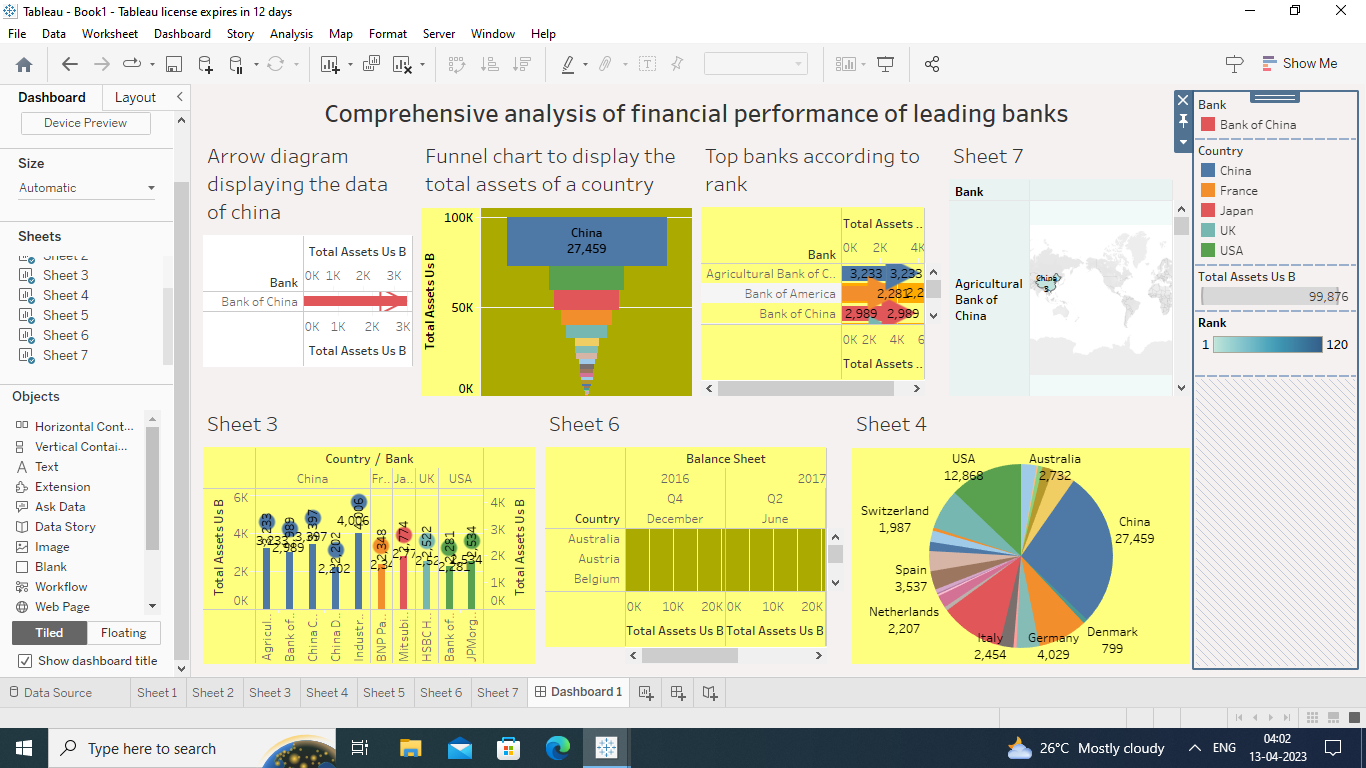 Tableau - Book1 - Tableau license expires in 12 days
File Data Worksheet Dashboard Story Analysis Map Format Server Window Help
Show Me
Dashboard Layout
Device Preview
Size
Automatic
Sheets
Sheet 3
Sheet 4
Sheet 5
Sheet 6
Sheet 7
Objects
Horizontal Cont...
Vertical Contai...
Text
Extension
Ask Data
Data Story
Image
Blank
Workflow
Web Page
Tiled Floating
Show dashboard title
Comprehensive analysis of financial performance of leading banks
Arrow diagram
displaying the data
of china
Total Assets Us B
0K 1K 2K 3K
Bank
Bank of China
0K 1K 2K 3K
Total Assets Us B
Funnel chart to display the
total assets of a country
Total Assets Us B
100K
50K
0K
China
27,459
Top banks according to
rank
Total Assets ..
0K 2K 4K
Bank
Agricultural Bank of C.. 3,233 3,233
Bank of America 2,281
Bank of China 2,989 2,989
0K 2K 4K 6
Total Assets ..
Sheet 7
Bank
Agricultural
Bank of
China
China
Bank
Bank of China
Country
China
France
Japan
UK
USA
Total Assets Us B
99,876
Rank
1 120
Sheet 3
Country / Bank
China Fr.. Ja.. UK USA
Total Assets Us B
6K
4K
2K
0K
4K
3K
2K
1K
0K
Total Assets Us B
3,233
2,989
3,397
2,202
4,006
2,348
2,774
2,522
2,281
2,534
Agricul..
Bank of..
China C..
China D..
Industr..
BNP Pa..
Mitsubi..
HSBC H..
Bank of..
JPMorg..
Sheet 6
Balance Sheet
2016 2017
Q4 Q2
Country December June
Australia
Austria
Belgium
0K 10K 20K 0K 10K 20K
Total Assets Us B Total Assets Us B
Sheet 4
USA
12,868
Australia
2,732
Switzerland
1,987
China
27,459
Spain
3,537
Netherlands
2,207
Italy
2,454
Germany
4,029
Denmark
799
Data Source Sheet 1 Sheet 2 Sheet 3 Sheet 4 Sheet 5 Sheet 6 Sheet 7 Dashboard 1
Type here to search
26°C Mostly cloudy
ENG
04:02
13-04-2023